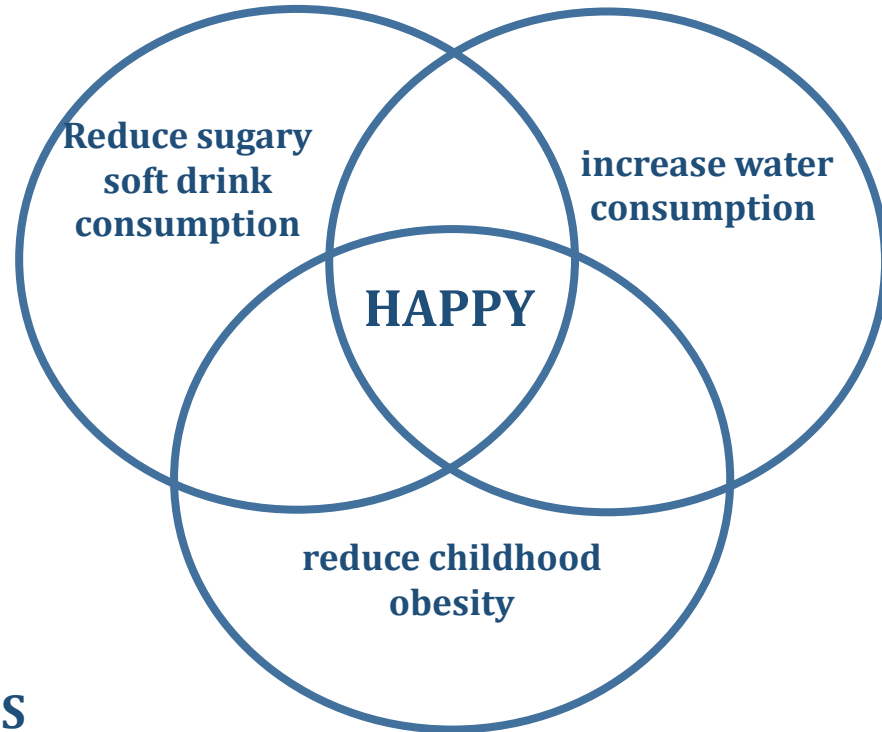 Reduce sugary
soft drink
consumption
increase water
consumption
HAPPY
reduce childhood
obesity
S